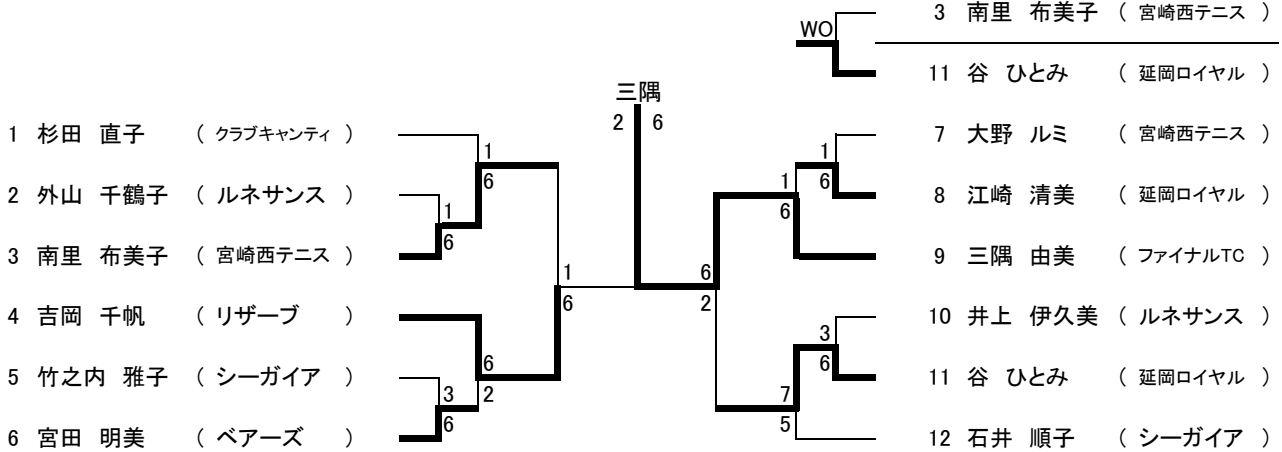 3 南里 布美子 ( 宮崎西テニス )
WO
11 谷 ひとみ ( 延岡ロイヤル )
三隅
2 6
1 杉田 直子 ( クラブキャンティ )
7 大野 ルミ ( 宮崎西テニス )
1
1
6
6
2 外山 千鶴子 ( ルネサンス )
1
8 江崎 清美 ( 延岡ロイヤル )
1
6
6
3 南里 布美子 ( 宮崎西テニス )
9 三隅 由美 ( ファイナルTC )
1
6
6
2
4 吉岡 千帆 ( リザーブ )
10 井上 伊久美 ( ルネサンス )
3
6
6
5 竹之内 雅子 ( シーガイア )
11 谷 ひとみ ( 延岡ロイヤル )
3
2
7
6
5
6 宮田 明美 ( ベアーズ )
12 石井 順子 ( シーガイア )